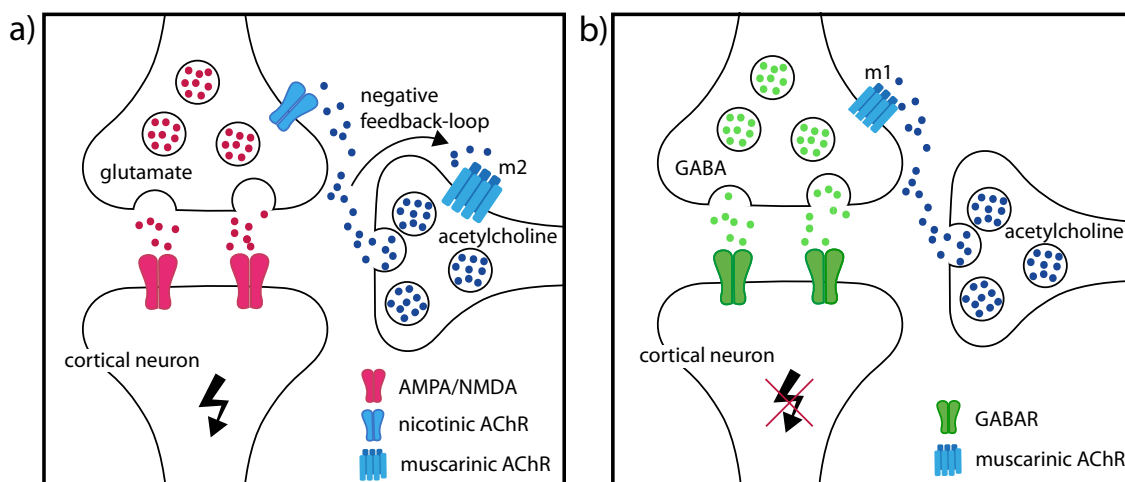 a)
negative
feedback-loop
m2
glutamate
acetylcholine
cortical neuron
AMPA/NMDA
nicotinic AChR
muscarinic AChR
b)
m1
GABA
acetylcholine
cortical neuron
GABAR
muscarinic AChR